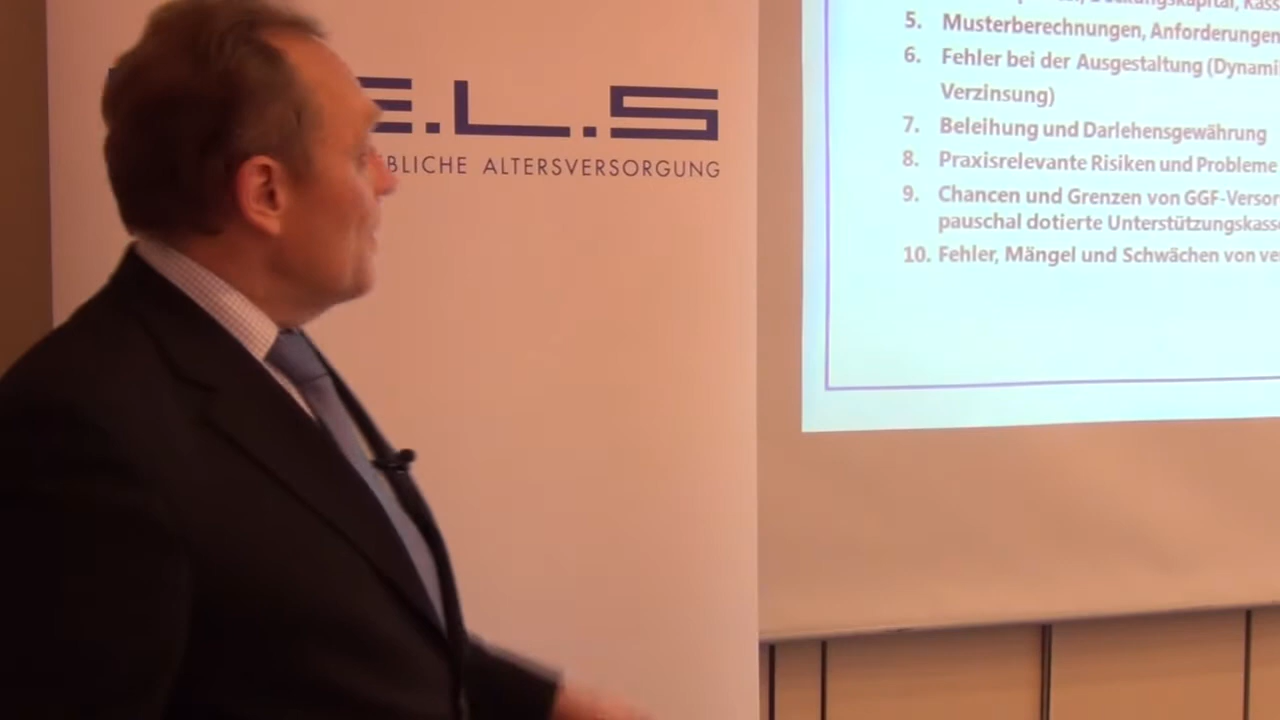 E.L.S
BLICHE ALTERSVERSORGUNG
5. Musterberechnungen, Anforderungen
6. Fehler bei der Ausgestaltung (Dynami
Verzinsung)
7. Beleihung und Darlehensgewährung
8. Praxisrelevante Risiken und Probleme
9. Chancen und Grenzen von GGF-Versor
pauschal dotierte Unterstützungskass
10. Fehler, Mängel und Schwächen von ve